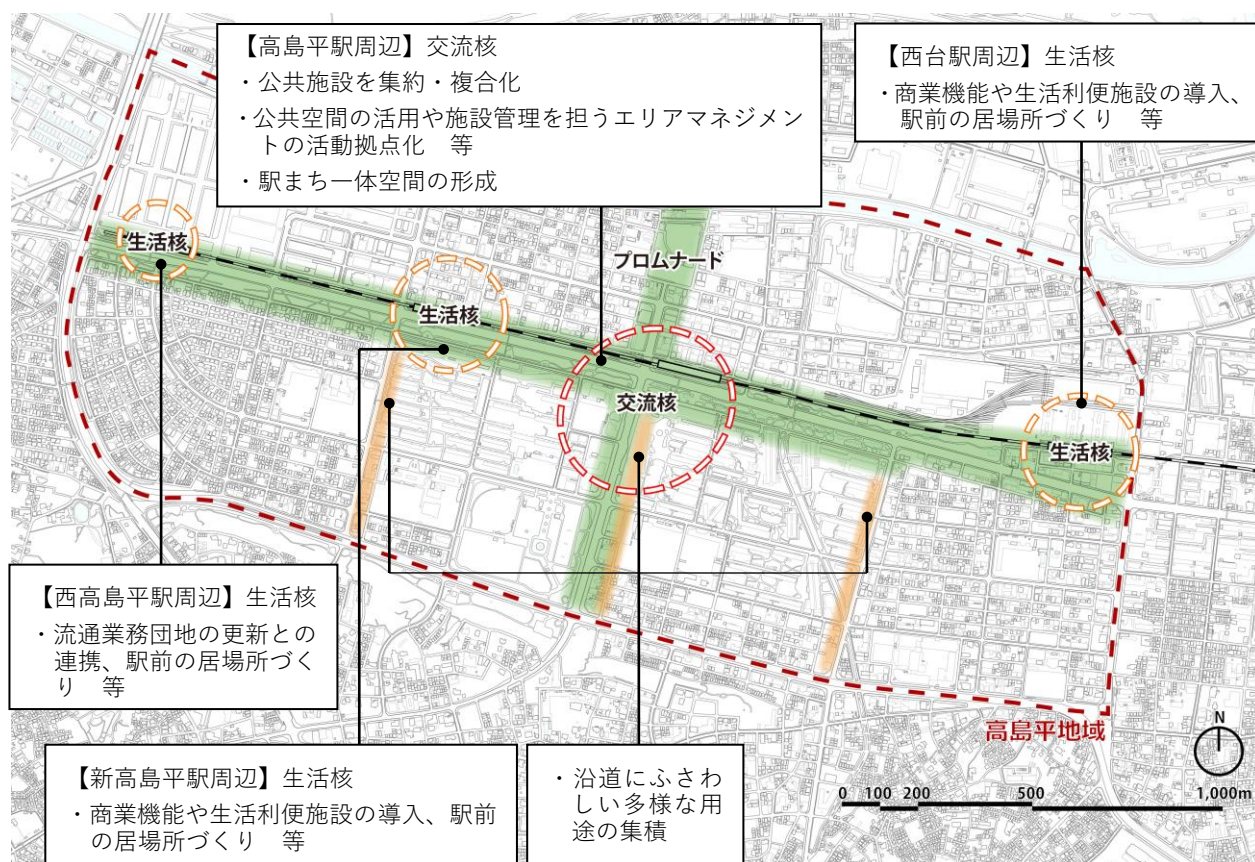 【高島平駅周辺】交流核
・公共施設を集約・複合化
・公共空間の活用や施設管理を担うエリアマネジメン
トの活動拠点化　等
・駅まち一体空間の形成
【西台駅周辺】生活核
・商業機能や生活利便施設の導入、
駅前の居場所づくり　等
生活核
プロムナード
生活核
交流核
生活核
【西高島平駅周辺】生活核
・流通業務団地の更新との
連携、駅前の居場所づく
り　等
高島平地域
N
【新高島平駅周辺】生活核
・商業機能や生活利便施設の導入、駅前
の居場所づくり　等
・沿道にふさわ
しい多様な用
途の集積
0 100 200 500 1,000m